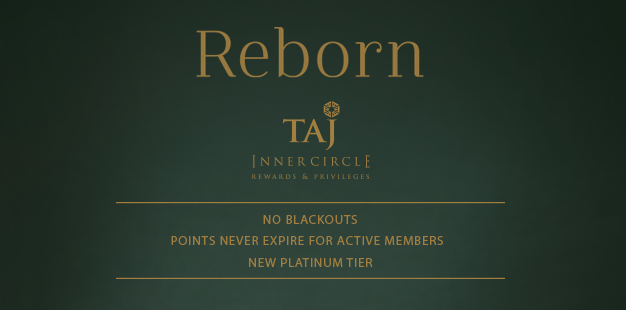 Reborn
TAJ
INNERCIRCLE
REWARDS & PRIVILEGES
NO BLACKOUTS
POINTS NEVER EXPIRE FOR ACTIVE MEMBERS
NEW PLATINUM TIER